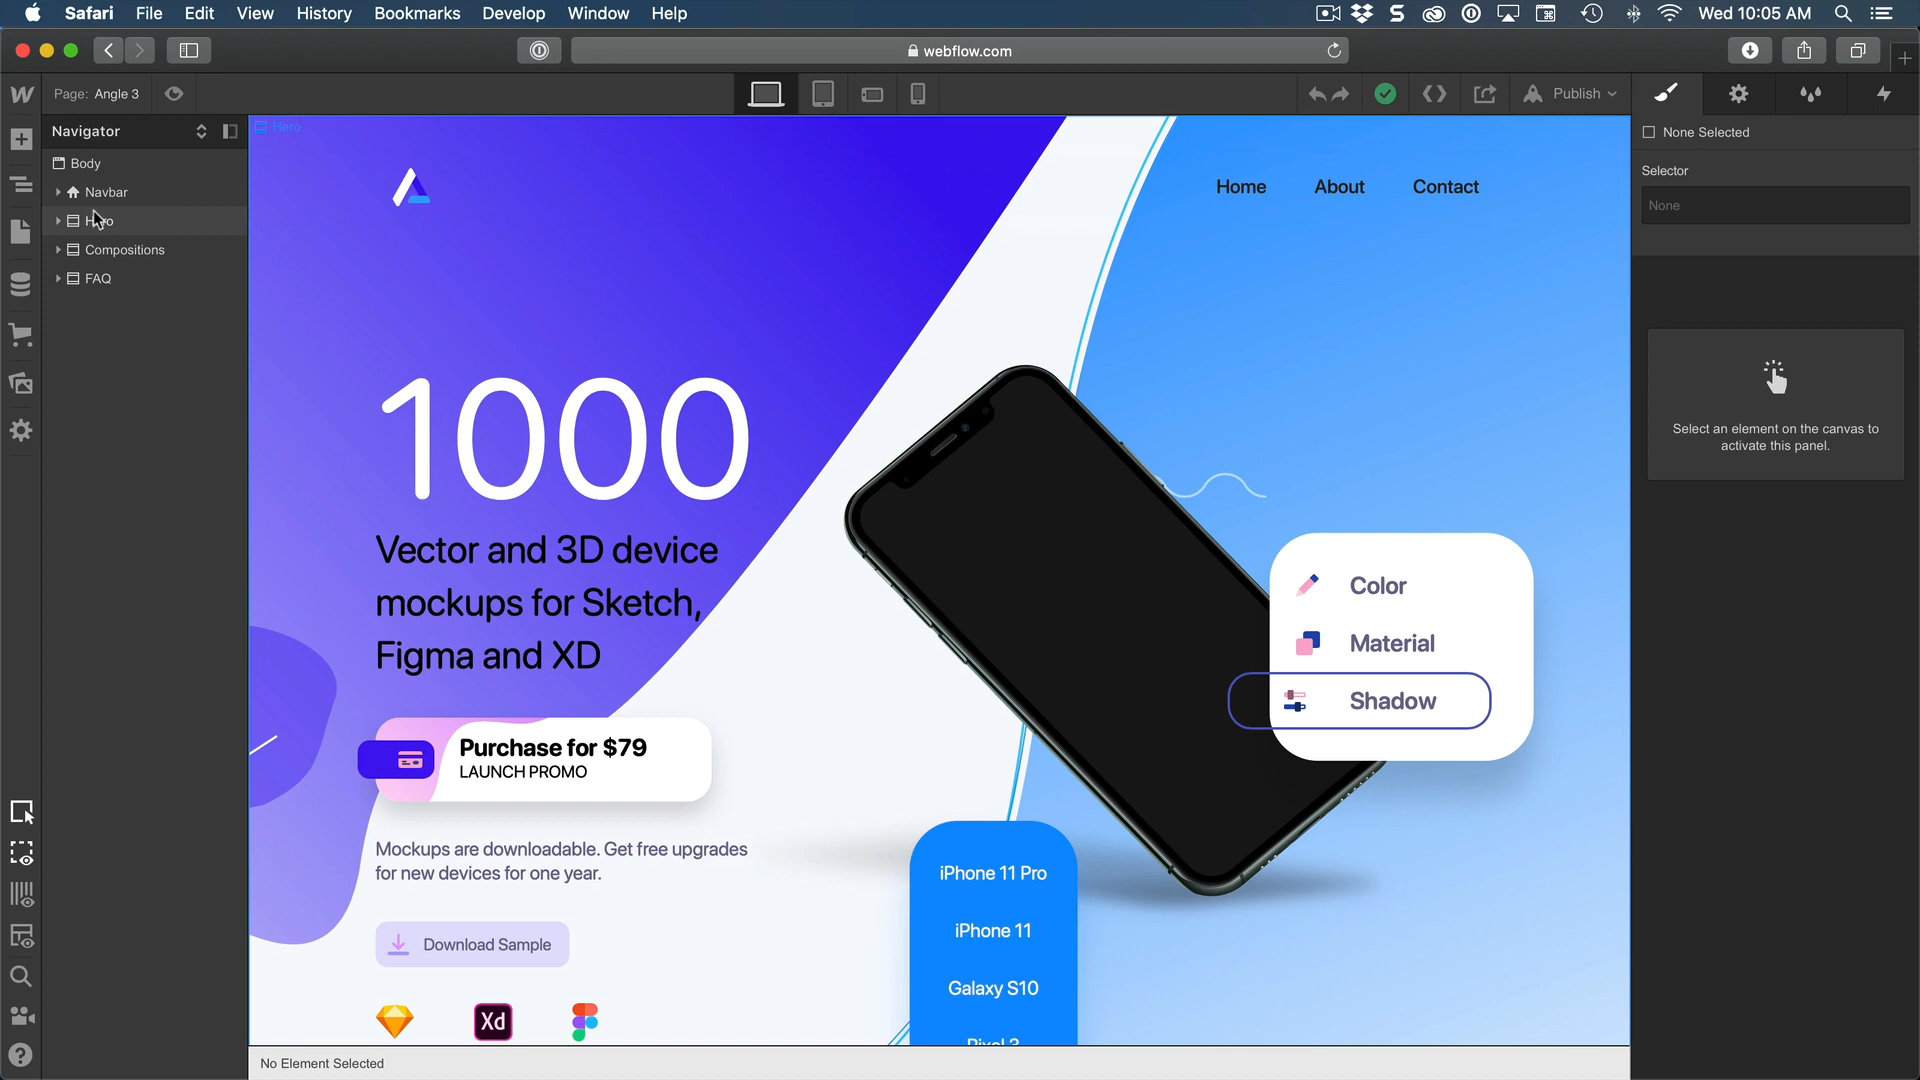 Safari File Edit View History Bookmarks Develop Window Help
Wed 10:05 AM
webflow.com
Page: Angle 3
Publish
Navigator
Body
Navbar
Hero
Compositions
FAQ
Hero
Home About Contact
1000
Vector and 3D device
mockups for Sketch,
Figma and XD
Purchase for $79
LAUNCH PROMO
Mockups are downloadable. Get free upgrades
for new devices for one year.
Download Sample
Xd
Color
Material
Shadow
iPhone 11 Pro
iPhone 11
Galaxy S10
Pixel 3
No Element Selected
None Selected
Selector
None
Select an element on the canvas to
activate this panel.